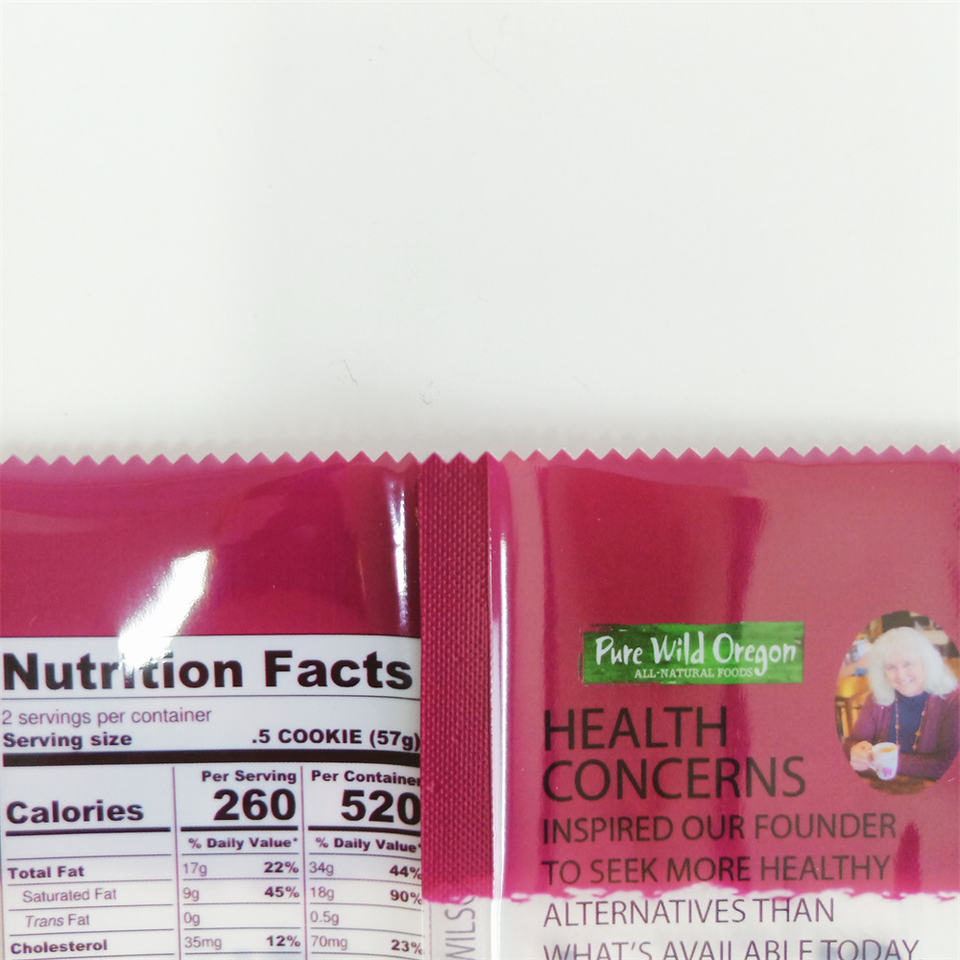 Nutrition Facts
2 servings per container
Serving size .5 COOKIE (57g)
Per Serving Per Container
Calories 260 520
% Daily Value* % Daily Value*
Total Fat 17g 22% 34g 44%
Saturated Fat 9g 45% 18g 90%
Trans Fat 0g 0.5g
Cholesterol 35mg 12% 70mg 23%
Pure Wild Oregon
ALL-NATURAL FOODS
HEALTH
CONCERNS
INSPIRED OUR FOUNDER
TO SEEK MORE HEALTHY
ALTERNATIVES THAN
WHAT'S AVAILABLE TODAY